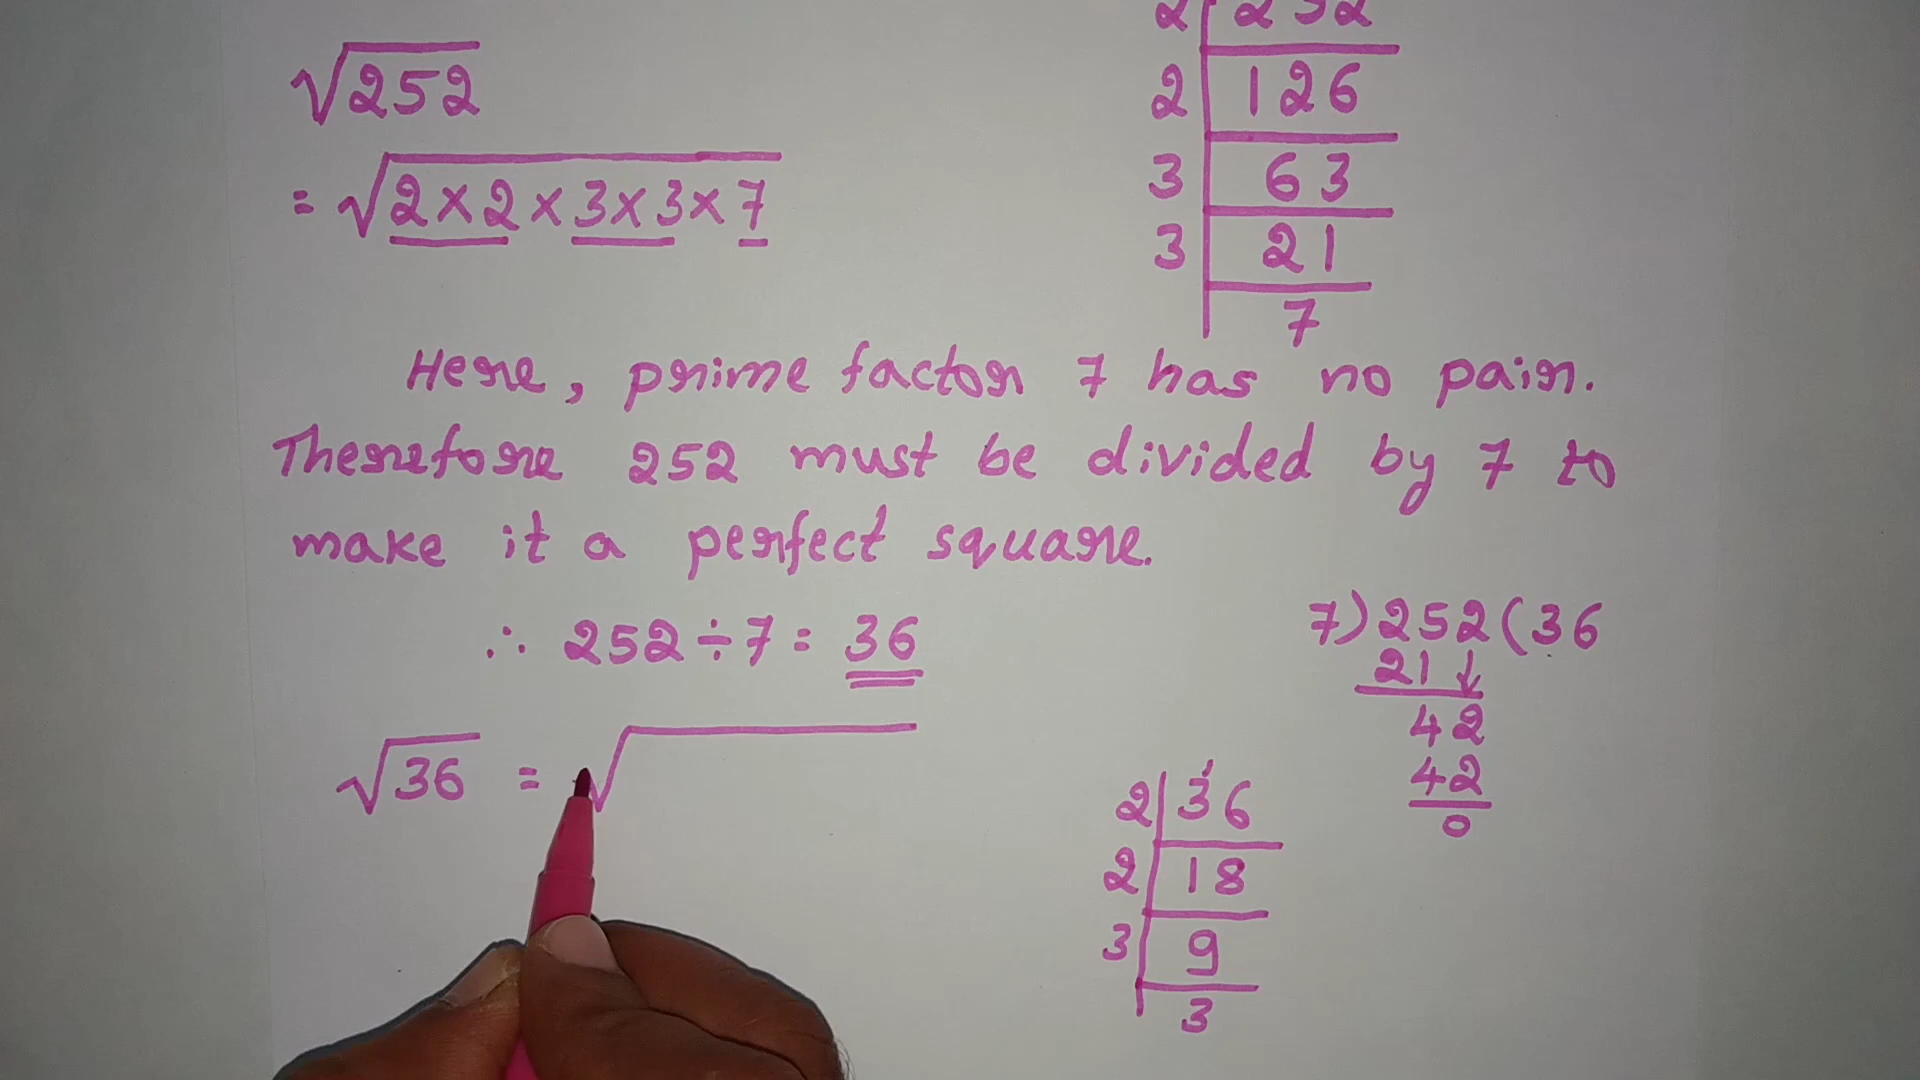 √252
= √2×2×3×3×7
2 | 252
2 | 126
3 | 63
3 | 21
7
Here, prime factor 7 has no pair.
Therefore 252 must be divided by 7 to
make it a perfect square.
∴ 252÷7= 36
7)252(36
21↓
42
42
0
√36 = √
2 | 36
2 | 18
3 | 9
3